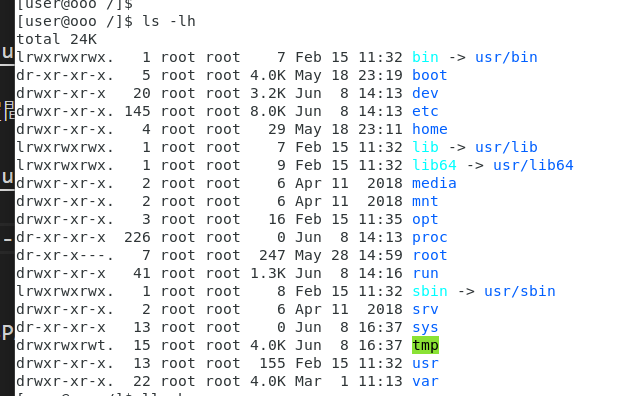 [user@ooo /]$
[user@ooo /]$ ls -lh
total 24K
lrwxrwxrwx.   1 root root    7 Feb 15 11:32 bin -> usr/bin
dr-xr-xr-x.   5 root root 4.0K May 18 23:19 boot
drwxr-xr-x   20 root root 3.2K Jun  8 14:13 dev
drwxr-xr-x. 145 root root 8.0K Jun  8 14:13 etc
drwxr-xr-x.   4 root root   29 May 18 23:11 home
lrwxrwxrwx.   1 root root    7 Feb 15 11:32 lib -> usr/lib
lrwxrwxrwx.   1 root root    9 Feb 15 11:32 lib64 -> usr/lib64
drwxr-xr-x.   2 root root    6 Apr 11  2018 media
drwxr-xr-x.   2 root root    6 Apr 11  2018 mnt
drwxr-xr-x.   3 root root   16 Feb 15 11:35 opt
dr-xr-xr-x  226 root root    0 Jun  8 14:13 proc
dr-xr-x---.   7 root root  247 May 28 14:59 root
drwxr-xr-x   41 root root 1.3K Jun  8 14:16 run
lrwxrwxrwx.   1 root root    8 Feb 15 11:32 sbin -> usr/sbin
drwxr-xr-x.   2 root root    6 Apr 11  2018 srv
dr-xr-xr-x   13 root root    0 Jun  8 16:37 sys
drwxrwxrwt.  15 root root 4.0K Jun  8 16:37 tmp
drwxr-xr-x.  13 root root  155 Feb 15 11:32 usr
drwxr-xr-x.  22 root root 4.0K Mar  1 11:13 var